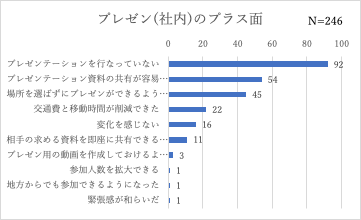 プレゼン(社内)のプラス面
N=246
0 20 40 60 80 100
プレゼンテーションを行なっていない 92
プレゼンテーション資料の共有が容易… 54
場所を選ばずにプレゼンができるよう… 45
交通費と移動時間が削減できた 22
変化を感じない 16
相手の求める資料を即座に共有できる… 11
プレゼン用の動画を作成しておけるよ… 3
参加人数を拡大できる 1
地方からでも参加できるようになった 1
緊張感が和らいだ 1